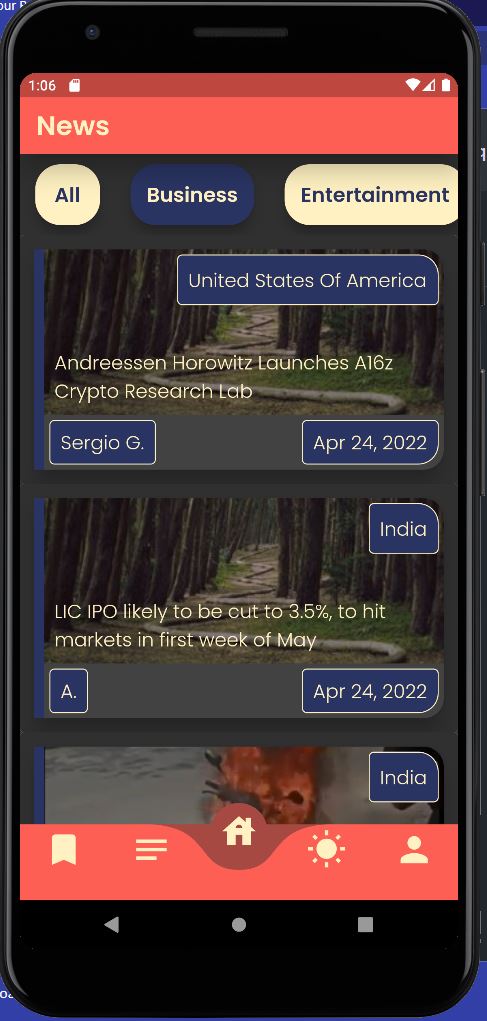 1:06
News
All
Business
Entertainment
United States Of America
Andreessen Horowitz Launches A16z
Crypto Research Lab
Sergio G.
Apr 24, 2022
India
LIC IPO likely to be cut to 3.5%, to hit
markets in first week of May
A.
Apr 24, 2022
India